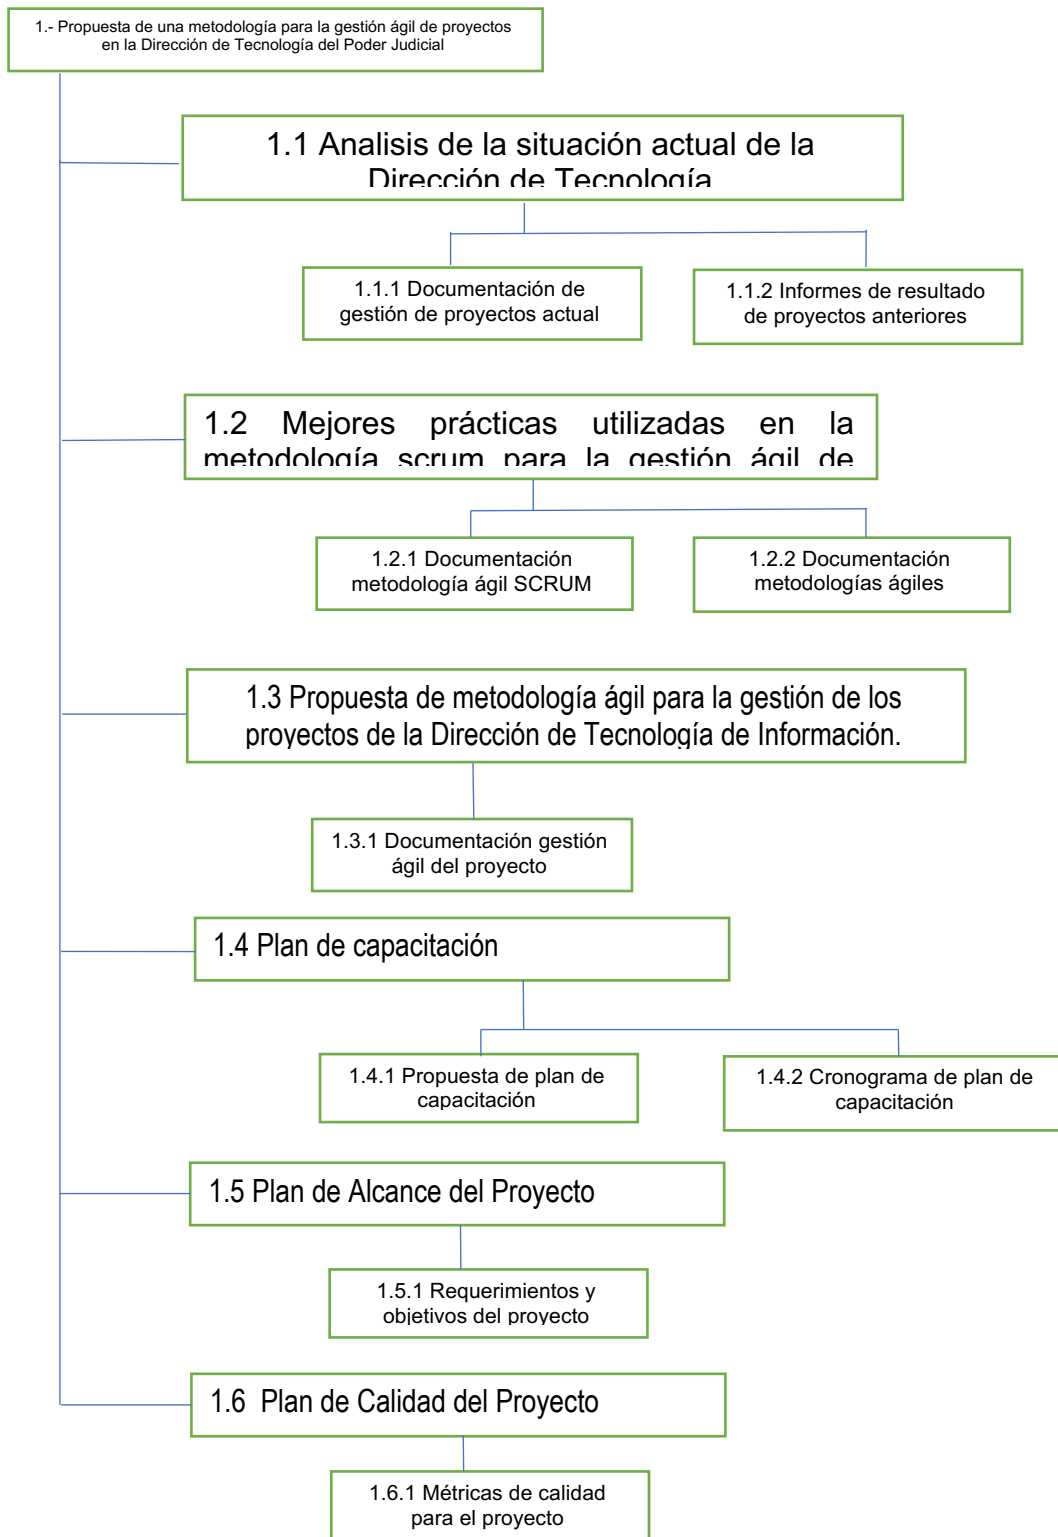 1.- Propuesta de una metodología para la gestión ágil de proyectos
en la Dirección de Tecnología del Poder Judicial
1.1 Analisis de la situación actual de la
Dirección de Tecnología
1.1.1 Documentación de
gestión de proyectos actual
1.1.2 Informes de resultado
de proyectos anteriores
1.2 Mejores prácticas utilizadas en la
metodología scrum para la gestión ágil de
1.2.1 Documentación
metodología ágil SCRUM
1.2.2 Documentación
metodologías ágiles
1.3 Propuesta de metodología ágil para la gestión de los
proyectos de la Dirección de Tecnología de Información.
1.3.1 Documentación gestión
ágil del proyecto
1.4 Plan de capacitación
1.4.1 Propuesta de plan de
capacitación
1.4.2 Cronograma de plan de
capacitación
1.5 Plan de Alcance del Proyecto
1.5.1 Requerimientos y
objetivos del proyecto
1.6 Plan de Calidad del Proyecto
1.6.1 Métricas de calidad
para el proyecto